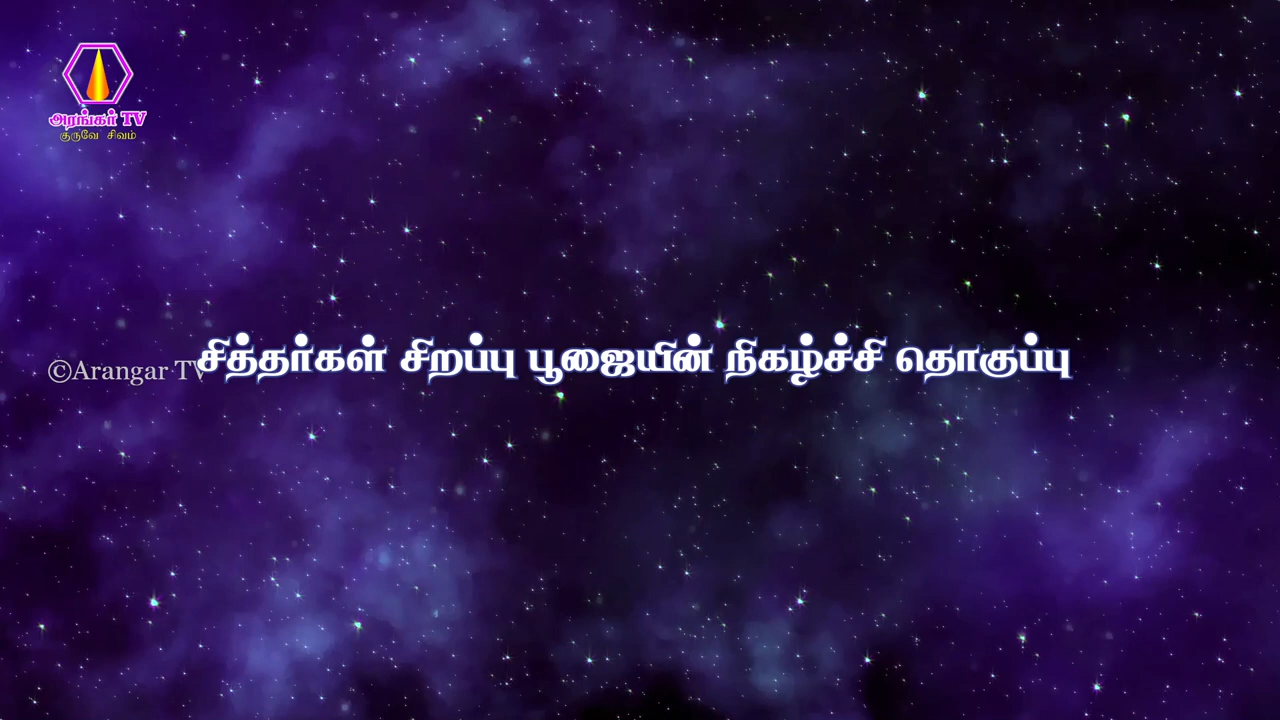 அரங்கர் TV
குருவே சிவம்
©Arangar TV
சித்தர்கள் சிறப்பு பூஜையின் நிகழ்ச்சி தொகுப்பு